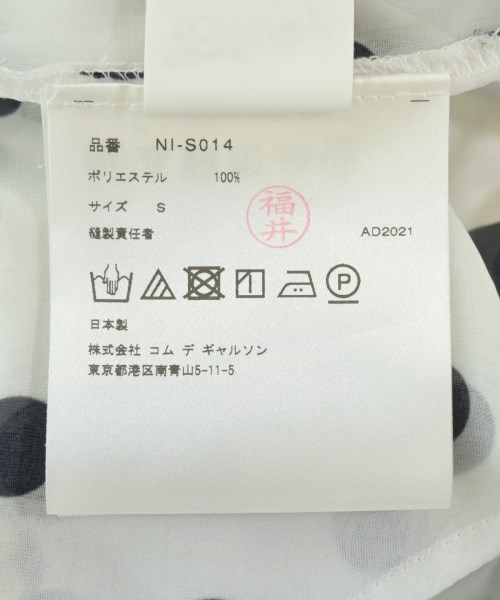 品番 NI-S014
ポリエステル 100%
サイズ S
福井
縫製責任者 AD2021
P
日本製
株式会社 コム デ ギャルソン
東京都港区南青山5-11-5